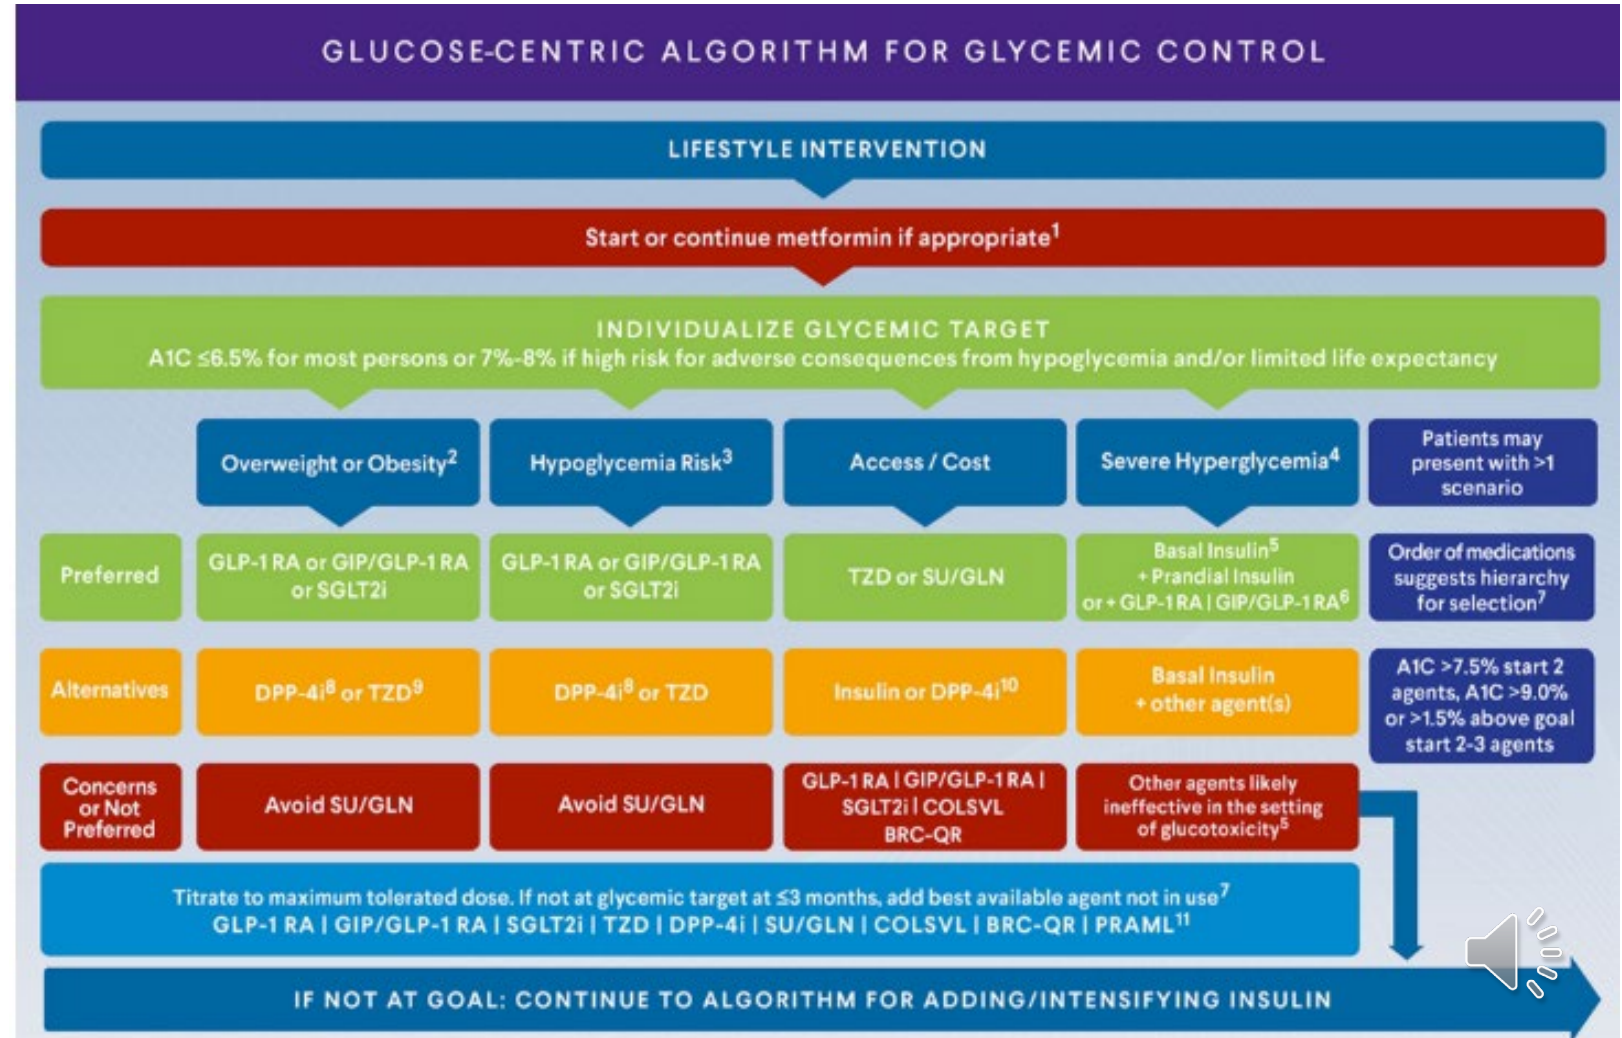 GLUCOSE-CENTRIC ALGORITHM FOR GLYCEMIC CONTROL
LIFESTYLE INTERVENTION
Start or continue metformin if appropriate¹
INDIVIDUALIZE GLYCEMIC TARGET
A1C ≤6.5% for most persons or 7%-8% if high risk for adverse consequences from hypoglycemia and/or limited life expectancy
Overweight or Obesity²
Hypoglycemia Risk³
Access / Cost
Severe Hyperglycemia⁴
Patients may
present with >1
scenario
Preferred
GLP-1 RA or GIP/GLP-1 RA
or SGLT2i
GLP-1 RA or GIP/GLP-1 RA
or SGLT2i
TZD or SU/GLN
Basal Insulin⁵
+ Prandial Insulin
or + GLP-1 RA | GIP/GLP-1 RA⁶
Order of medications
suggests hierarchy
for selection⁷
Alternatives
DPP-4i⁸ or TZD⁹
DPP-4i⁸ or TZD
Insulin or DPP-4i¹⁰
Basal Insulin
+ other agent(s)
A1C >7.5% start 2
agents, A1C >9.0%
or >1.5% above goal
start 2-3 agents
Concerns
or Not
Preferred
Avoid SU/GLN
Avoid SU/GLN
GLP-1 RA | GIP/GLP-1 RA |
SGLT2i | COLSVL
BRC-QR
Other agents likely
ineffective in the setting
of glucotoxicity⁵
Titrate to maximum tolerated dose. If not at glycemic target at ≤3 months, add best available agent not in use⁷
GLP-1 RA | GIP/GLP-1 RA | SGLT2i | TZD | DPP-4i | SU/GLN | COLSVL | BRC-QR | PRAML¹¹
IF NOT AT GOAL: CONTINUE TO ALGORITHM FOR ADDING/INTENSIFYING INSULIN